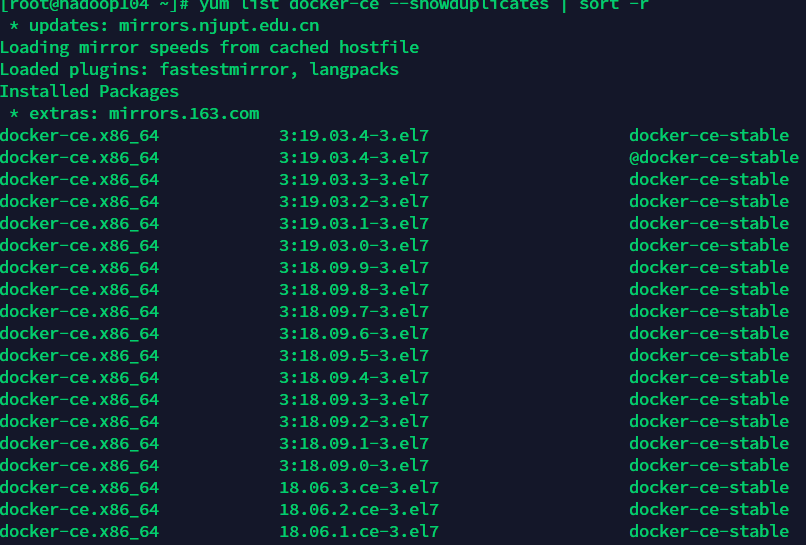 [root@hadoop104 ~]# yum list docker-ce --showduplicates | sort -r
 * updates: mirrors.njupt.edu.cn
Loading mirror speeds from cached hostfile
Loaded plugins: fastestmirror, langpacks
Installed Packages
 * extras: mirrors.163.com
docker-ce.x86_64 3:19.03.4-3.el7 docker-ce-stable
docker-ce.x86_64 3:19.03.4-3.el7 @docker-ce-stable
docker-ce.x86_64 3:19.03.3-3.el7 docker-ce-stable
docker-ce.x86_64 3:19.03.2-3.el7 docker-ce-stable
docker-ce.x86_64 3:19.03.1-3.el7 docker-ce-stable
docker-ce.x86_64 3:19.03.0-3.el7 docker-ce-stable
docker-ce.x86_64 3:18.09.9-3.el7 docker-ce-stable
docker-ce.x86_64 3:18.09.8-3.el7 docker-ce-stable
docker-ce.x86_64 3:18.09.7-3.el7 docker-ce-stable
docker-ce.x86_64 3:18.09.6-3.el7 docker-ce-stable
docker-ce.x86_64 3:18.09.5-3.el7 docker-ce-stable
docker-ce.x86_64 3:18.09.4-3.el7 docker-ce-stable
docker-ce.x86_64 3:18.09.3-3.el7 docker-ce-stable
docker-ce.x86_64 3:18.09.2-3.el7 docker-ce-stable
docker-ce.x86_64 3:18.09.1-3.el7 docker-ce-stable
docker-ce.x86_64 3:18.09.0-3.el7 docker-ce-stable
docker-ce.x86_64 18.06.3.ce-3.el7 docker-ce-stable
docker-ce.x86_64 18.06.2.ce-3.el7 docker-ce-stable
docker-ce.x86_64 18.06.1.ce-3.el7 docker-ce-stable